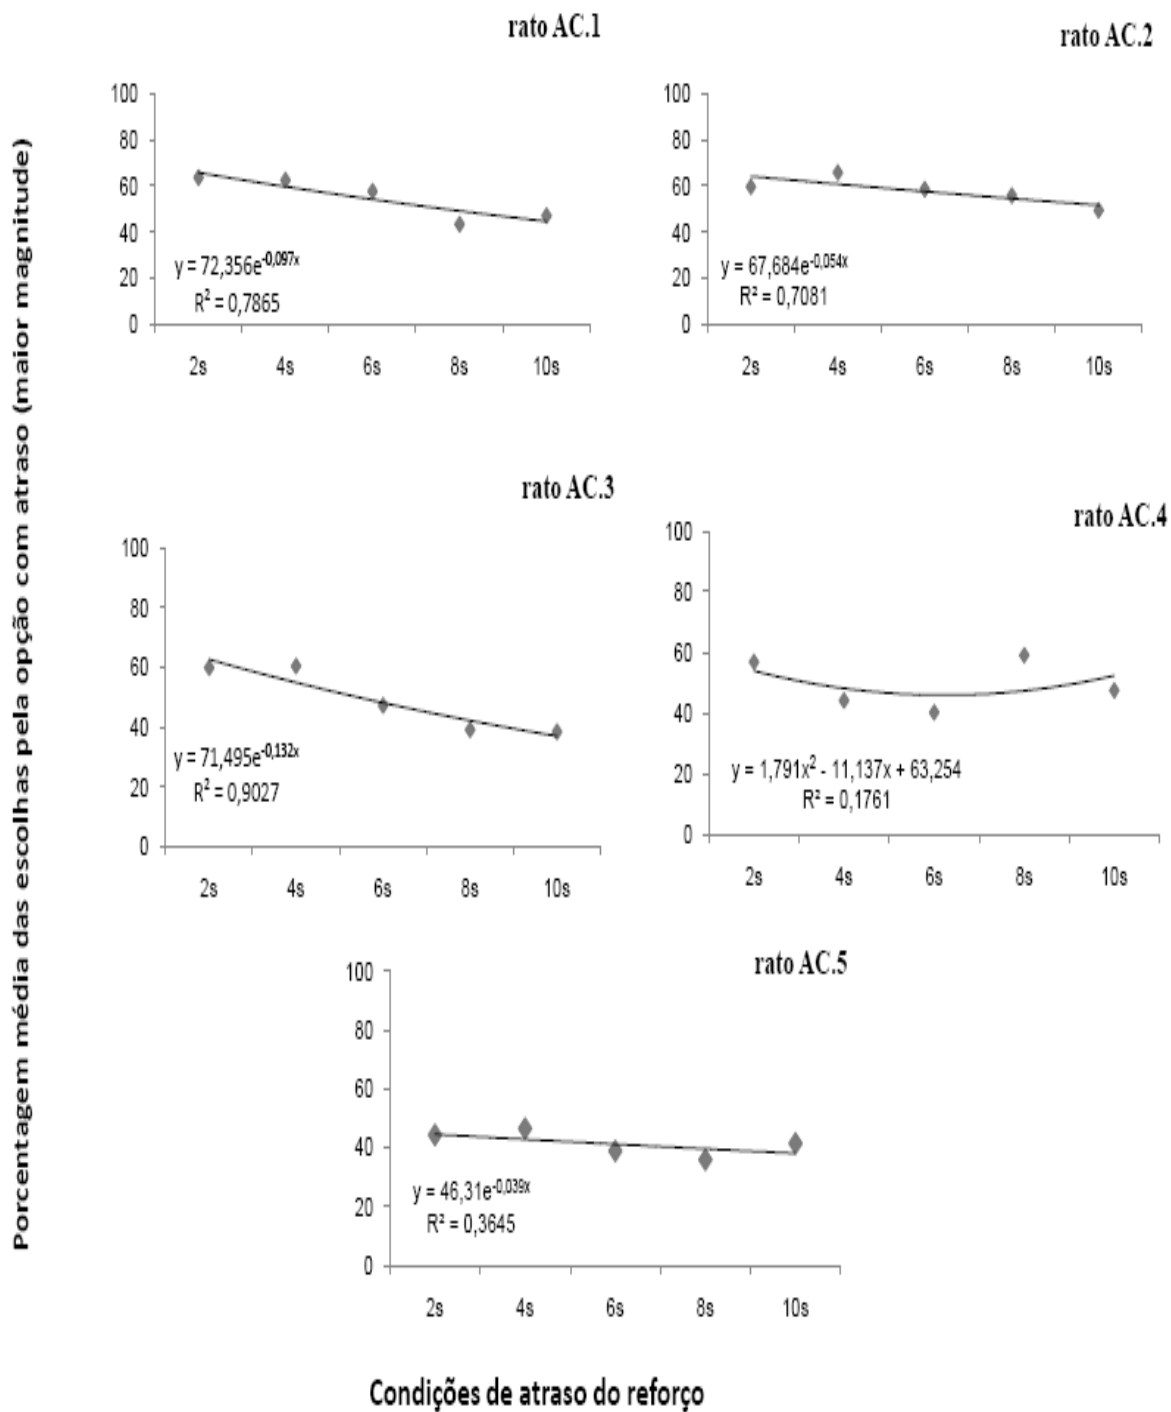 Porcentagem média das escolhas pela opção com atraso (maior magnitude)
rato AC.1
100
80
60
40
20
0
y = 72,356e^-0,097x
R² = 0,7865
2s 4s 6s 8s 10s
rato AC.2
100
80
60
40
20
0
y = 67,684e^-0,054x
R² = 0,7081
2s 4s 6s 8s 10s
rato AC.3
100
80
60
40
20
0
y = 71,495e^-0,132x
R² = 0,9027
2s 4s 6s 8s 10s
rato AC.4
100
80
60
40
20
0
y = 1,791x² - 11,137x + 63,254
R² = 0,1761
2s 4s 6s 8s 10s
rato AC.5
100
80
60
40
20
0
y = 46,31e^-0,039x
R² = 0,3645
2s 4s 6s 8s 10s
Condições de atraso do reforço